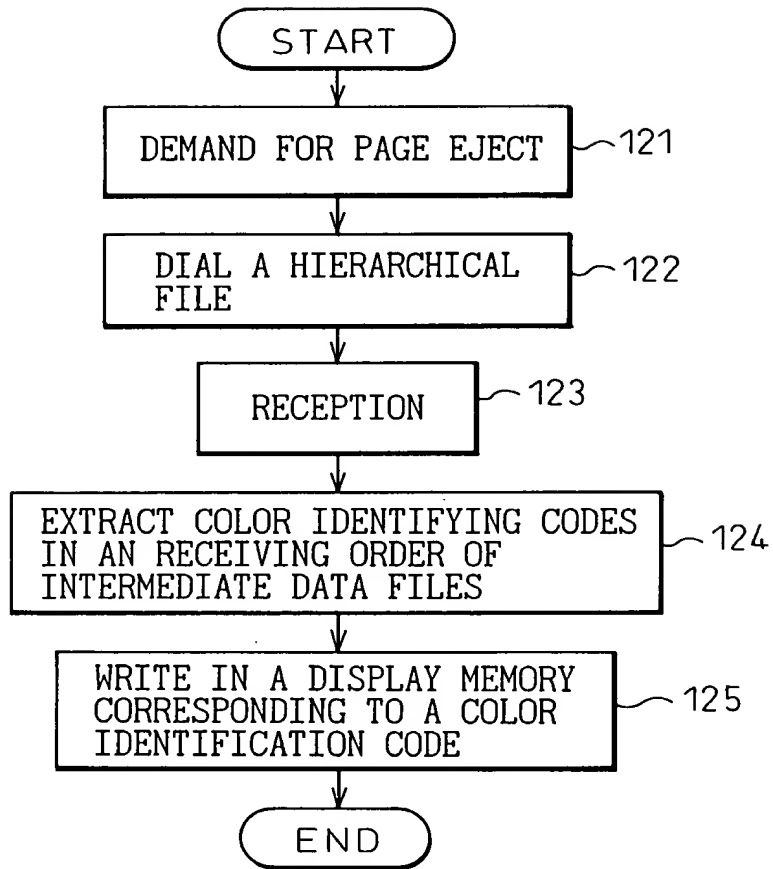 START
DEMAND FOR PAGE EJECT
121
DIAL A HIERARCHICAL
FILE
122
RECEPTION
123
EXTRACT COLOR IDENTIFYING CODES
IN AN RECEIVING ORDER OF
INTERMEDIATE DATA FILES
124
WRITE IN A DISPLAY MEMORY
CORRESPONDING TO A COLOR
IDENTIFICATION CODE
125
END